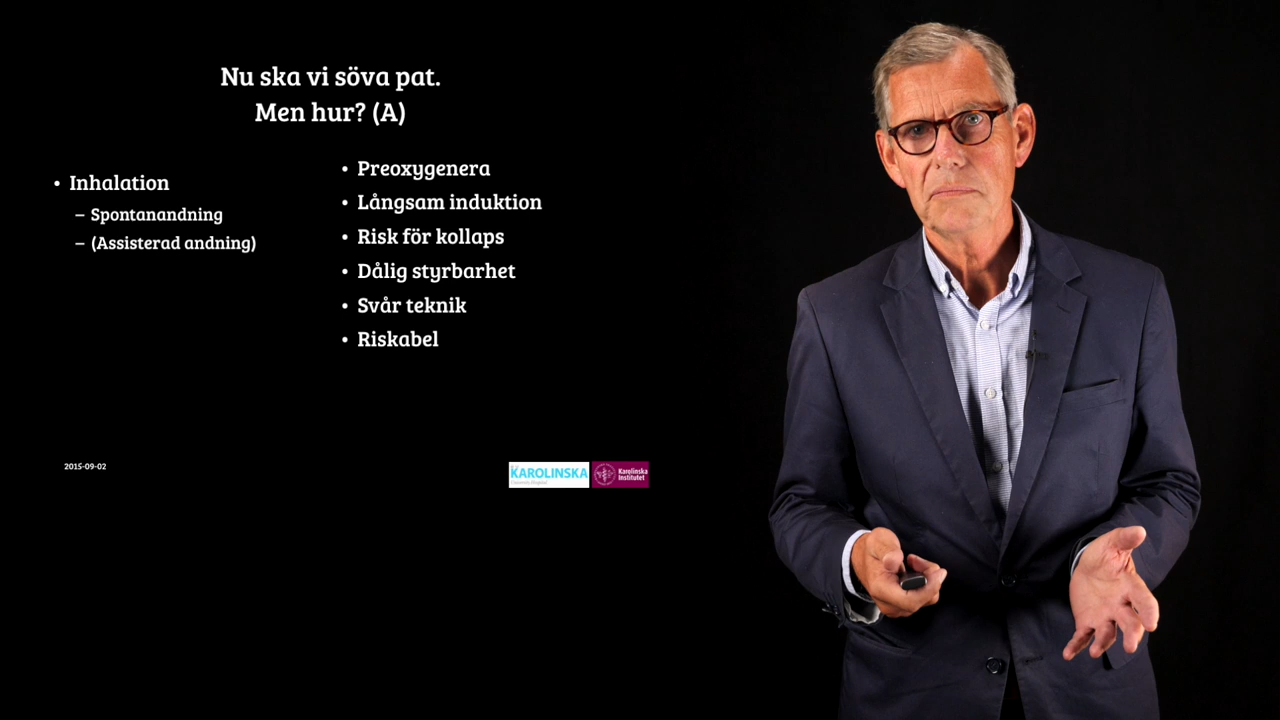 Nu ska vi söva pat.
Men hur? (A)
• Inhalation
– Spontanandning
– (Assisterad andning)
• Preoxygenera
• Långsam induktion
• Risk för kollaps
• Dålig styrbarhet
• Svår teknik
• Riskabel
2015-09-02
KAROLINSKA
Karolinska
Institutet